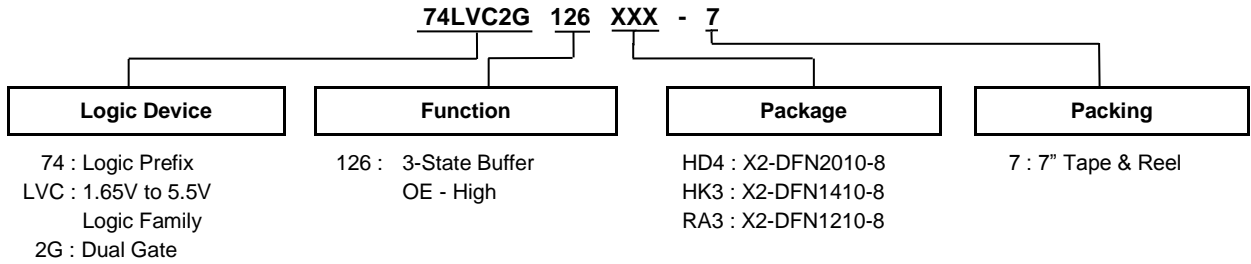 74LVC2G 126 XXX - 7
Logic Device
74 : Logic Prefix
LVC : 1.65V to 5.5V
Logic Family
2G : Dual Gate
Function
126 : 3-State Buffer
OE - High
Package
HD4 : X2-DFN2010-8
HK3 : X2-DFN1410-8
RA3 : X2-DFN1210-8
Packing
7 : 7” Tape & Reel